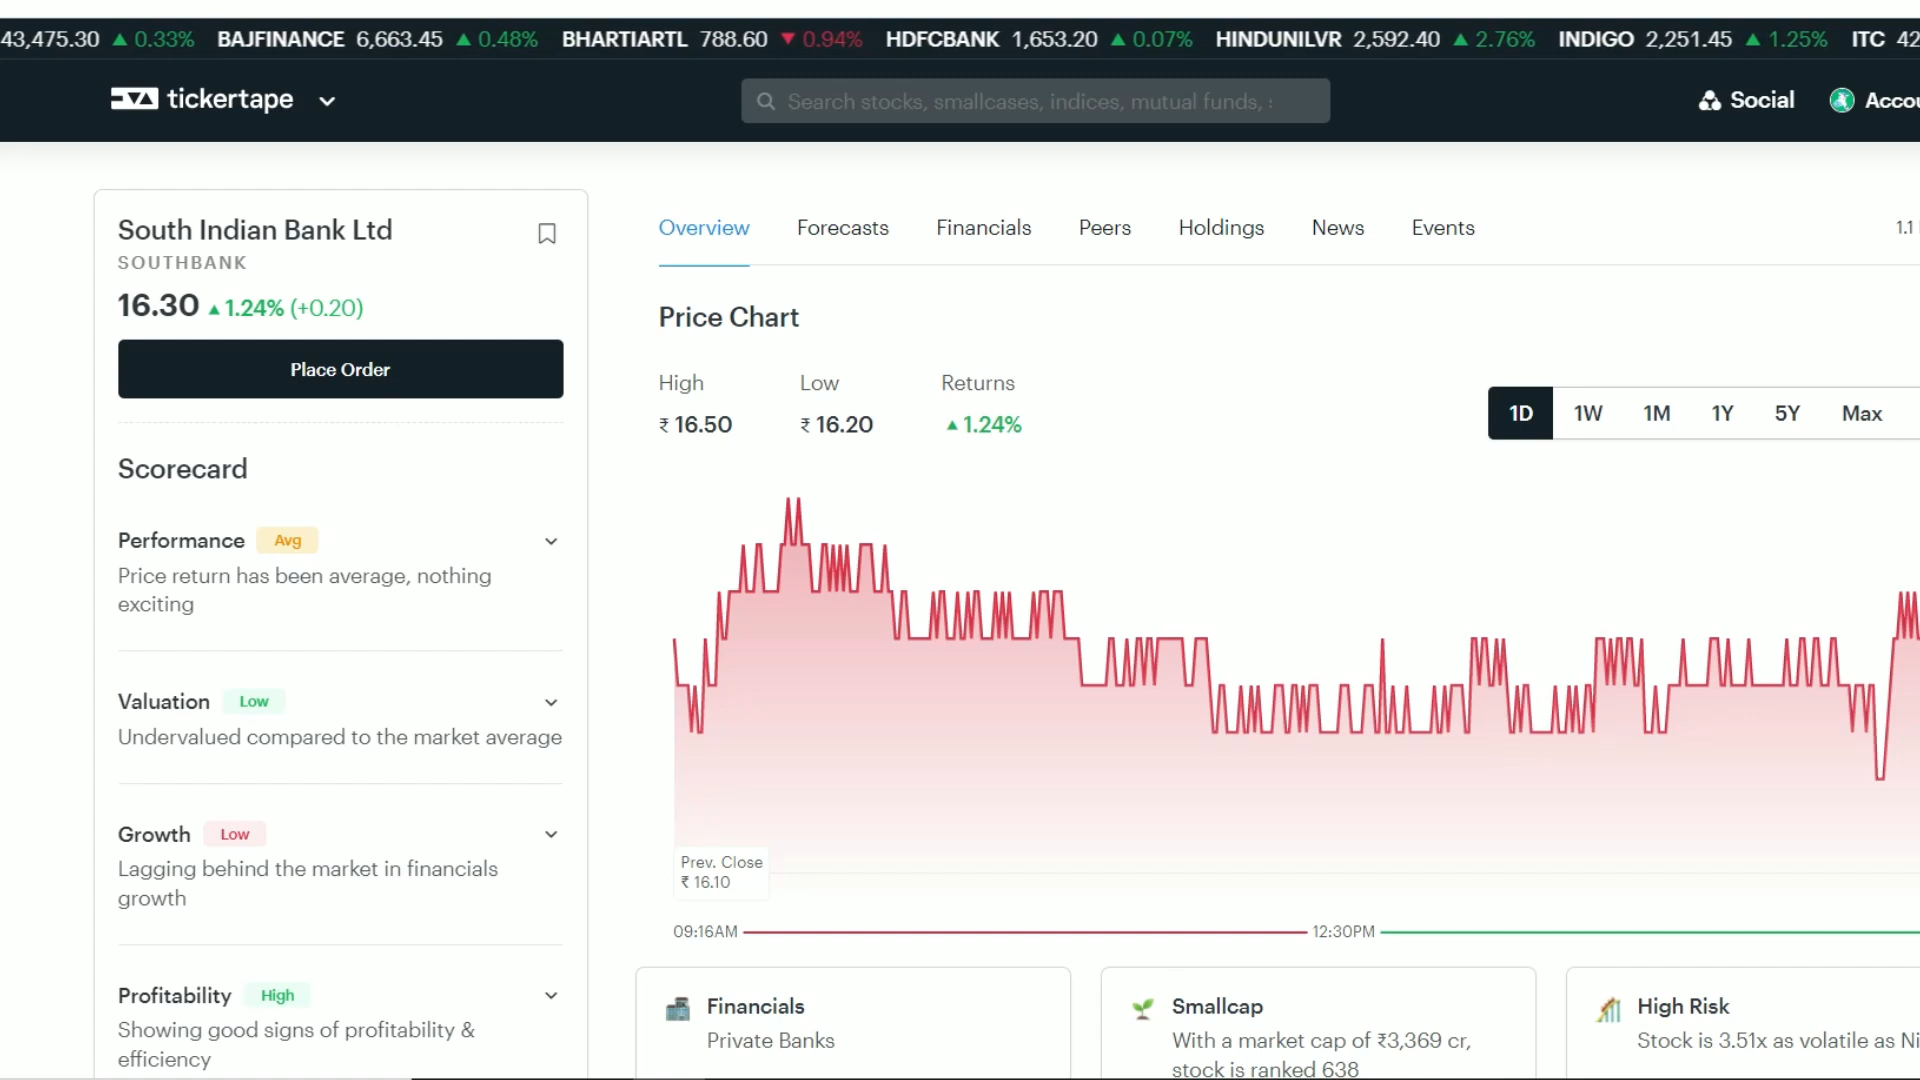 43,475.30 ▲ 0.33% BAJFINANCE 6,663.45 ▲ 0.48% BHARTIARTL 788.60 ▼ 0.94% HDFCBANK 1,653.20 ▲ 0.07% HINDUNILVR 2,592.40 ▲ 2.76% INDIGO 2,251.45 ▲ 1.25% ITC 42
tickertape
Search stocks, smallcases, indices, mutual funds,
Social
Accou
South Indian Bank Ltd
SOUTHBANK
16.30 ▲ 1.24% (+0.20)
Place Order
Scorecard
Performance Avg
Price return has been average, nothing
exciting
Valuation Low
Undervalued compared to the market average
Growth Low
Lagging behind the market in financials
growth
Profitability High
Showing good signs of profitability &
efficiency
Overview Forecasts Financials Peers Holdings News Events
1.1
Price Chart
High Low Returns
₹ 16.50 ₹ 16.20 ▲ 1.24%
1D 1W 1M 1Y 5Y Max
Prev. Close
₹ 16.10
09:16AM 12:30PM
Financials
Private Banks
Smallcap
With a market cap of ₹3,369 cr,
stock is ranked 638
High Risk
Stock is 3.51x as volatile as Ni